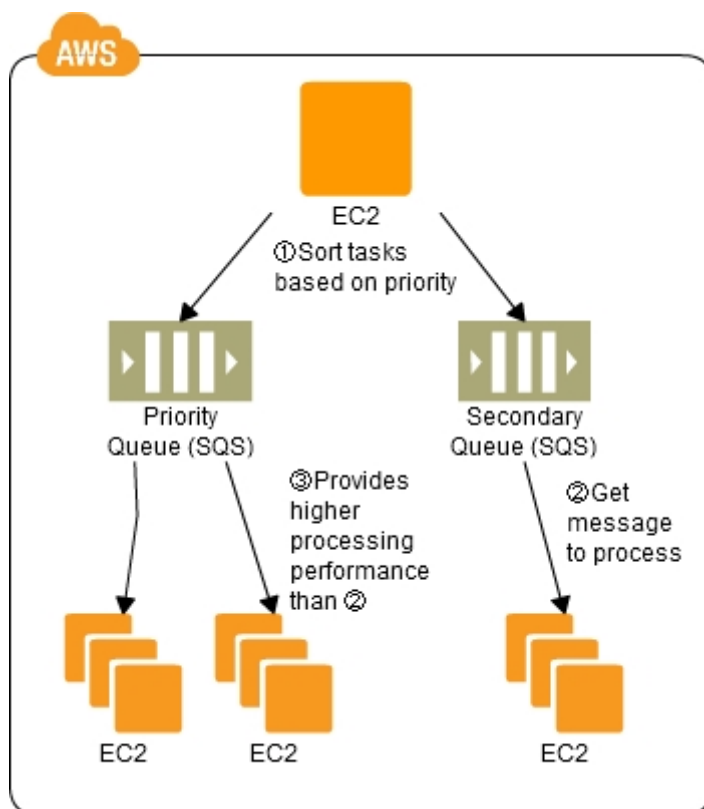 AWS
EC2
①Sort tasks
based on priority
Priority
Queue (SQS)
Secondary
Queue (SQS)
③Provides
higher
processing
performance
than ②
②Get
message
to process
EC2
EC2
EC2